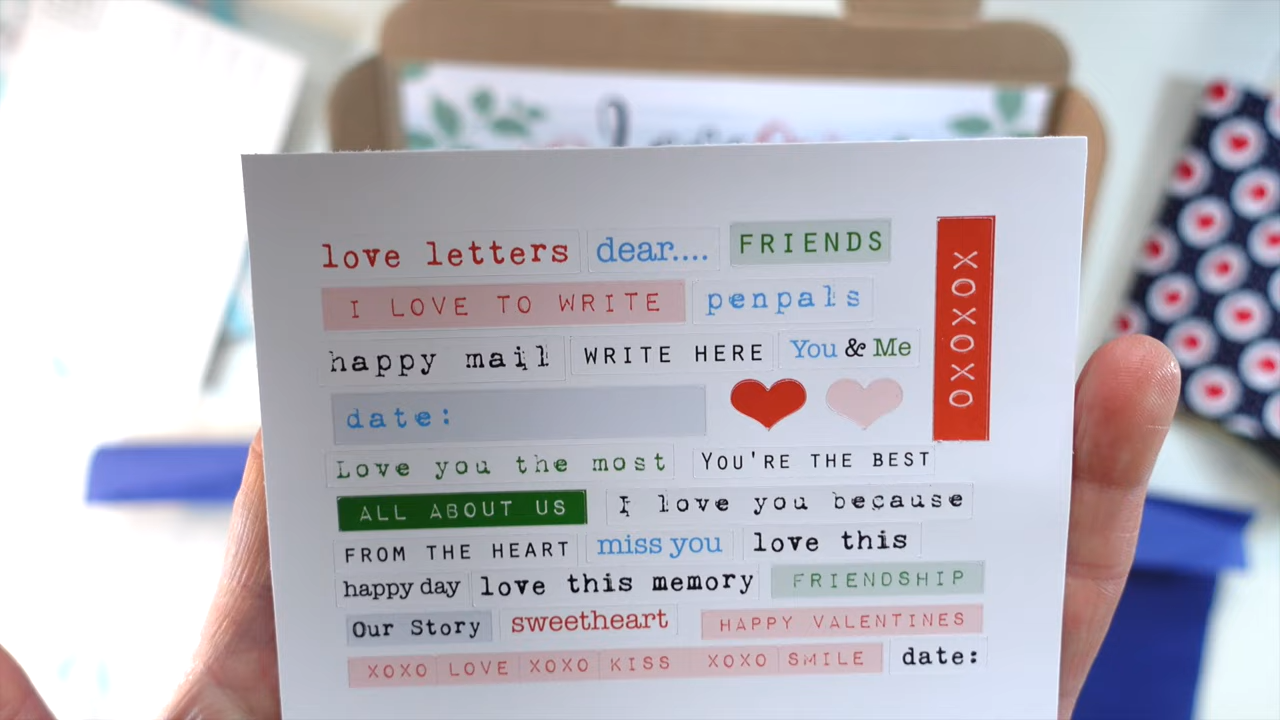 love letters dear.... FRIENDS
XOXOXO
I LOVE TO WRITE penpals
happy mail WRITE HERE You & Me
date:
Love you the most YOU'RE THE BEST
ALL ABOUT US I love you because
FROM THE HEART miss you love this
happy day love this memory FRIENDSHIP
Our Story sweetheart HAPPY VALENTINES
XOXO LOVE XOXO KISS XOXO SMILE date: